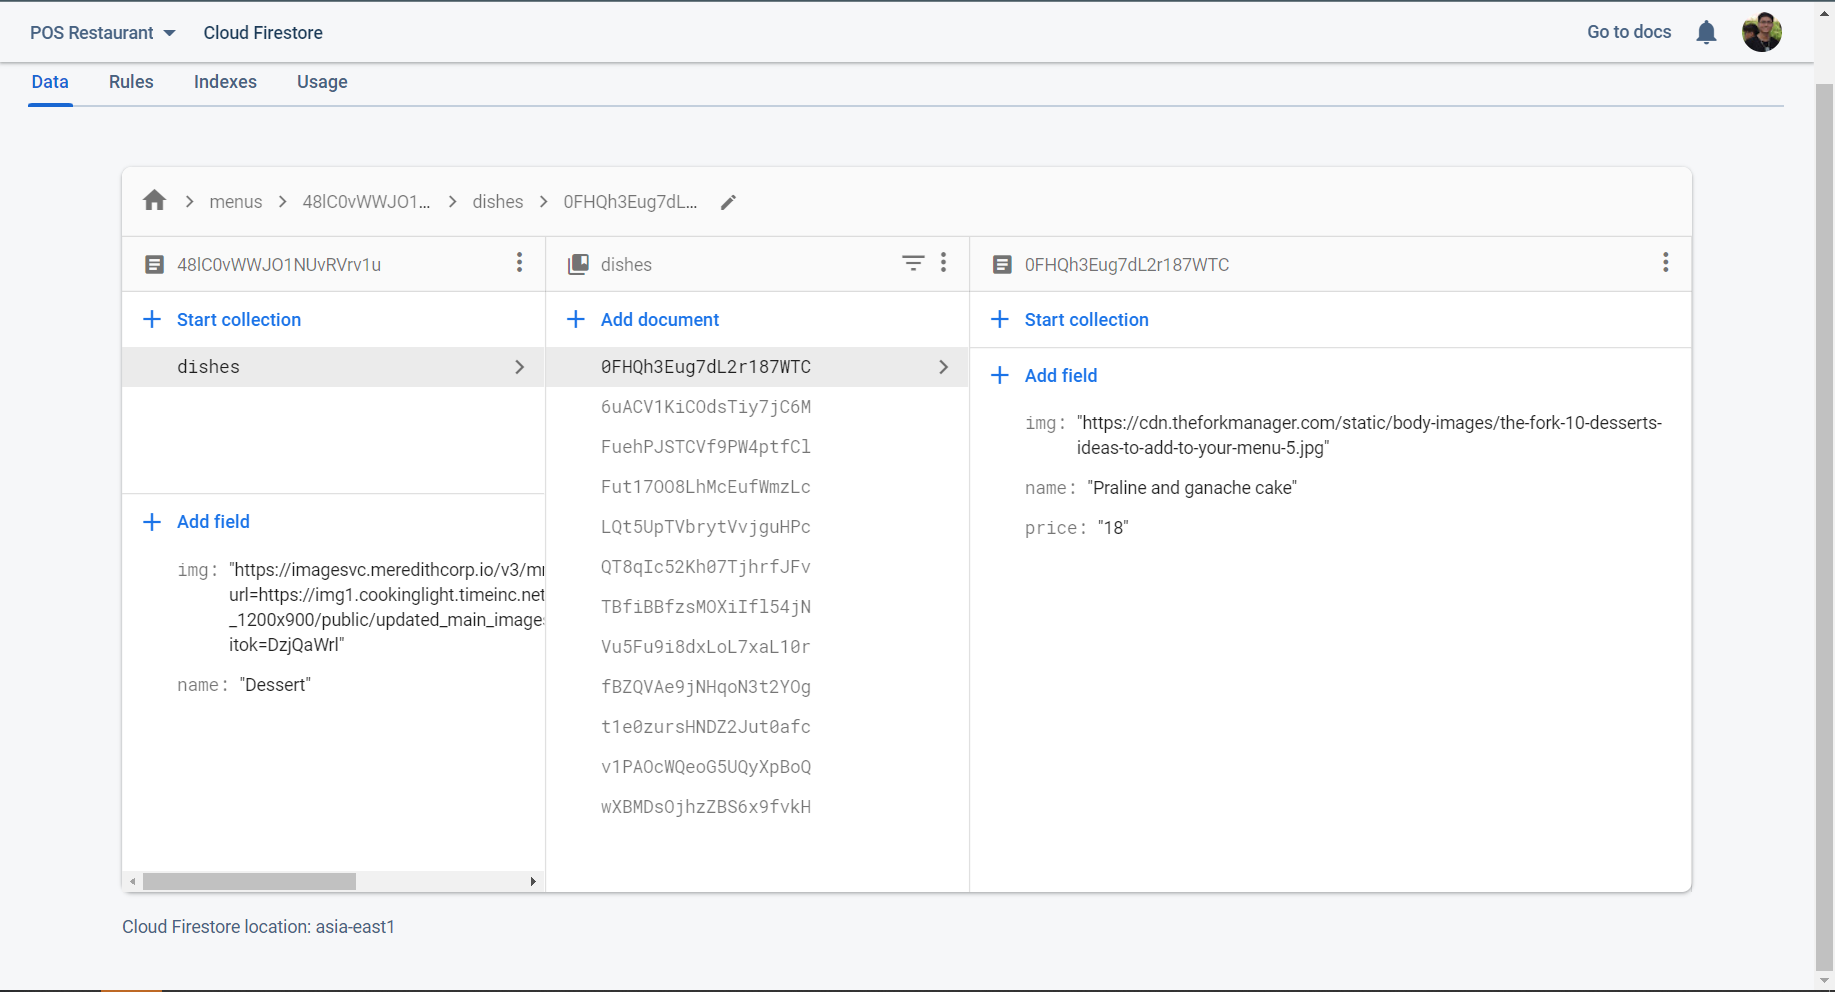 POS Restaurant
Cloud Firestore
Go to docs
Data
Rules
Indexes
Usage
menus
48lC0vWWJO1...
dishes
0FHQh3Eug7dL...
48lC0vWWJO1NUvRVrv1u
Start collection
dishes
Add field
img: "https://imagesvc.meredithcorp.io/v3/m
url=https://img1.cookinglight.timeinc.net
_1200x900/public/updated_main_images
itok=DzjQaWrl"
name: "Dessert"
dishes
Add document
0FHQh3Eug7dL2r187WTC
6uACV1KiCOdsTiy7jC6M
FuehPJSTCVf9PW4ptfCl
Fut17OO8LhMcEufWmzLc
LQt5UpTVbrytVvjguHPc
QT8qIc52Kh07TjhrfJFv
TBfiBBfzsMOXiIfl54jN
Vu5Fu9i8dxLoL7xaL10r
fBZQVAe9jNHqoN3t2YOg
t1e0zursHNDZ2Jut0afc
v1PAOcWQeoG5UQyXpBoQ
wXBMDsOjhzZBS6x9fvkH
0FHQh3Eug7dL2r187WTC
Start collection
Add field
img: "https://cdn.theforkmanager.com/static/body-images/the-fork-10-desserts-
ideas-to-add-to-your-menu-5.jpg"
name: "Praline and ganache cake"
price: "18"
Cloud Firestore location: asia-east1